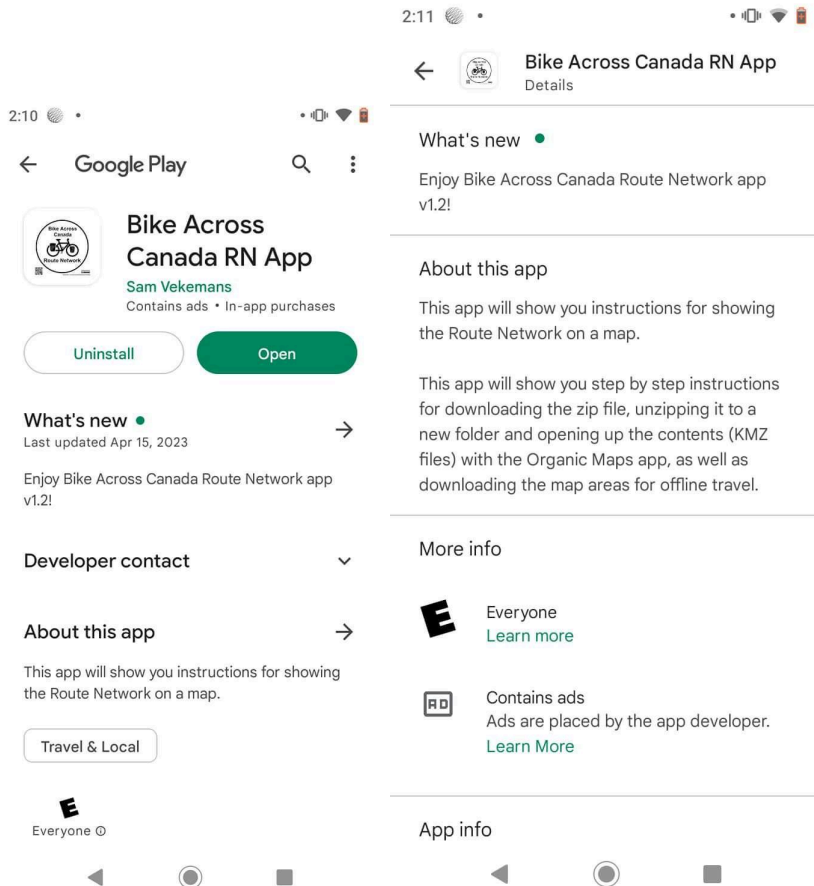 2:10
Google Play
Bike Across
Canada
Route Network
Bike Across
Canada RN App
Sam Vekemans
Contains ads • In-app purchases
Uninstall
Open
What's new
Last updated Apr 15, 2023
Enjoy Bike Across Canada Route Network app
v1.2!
Developer contact
About this app
This app will show you instructions for showing
the Route Network on a map.
Travel & Local
E
Everyone
2:11
Bike Across Canada RN App
Details
What's new
Enjoy Bike Across Canada Route Network app
v1.2!
About this app
This app will show you instructions for showing
the Route Network on a map.
This app will show you step by step instructions
for downloading the zip file, unzipping it to a
new folder and opening up the contents (KMZ
files) with the Organic Maps app, as well as
downloading the map areas for offline travel.
More info
E
Everyone
Learn more
AD
Contains ads
Ads are placed by the app developer.
Learn More
App info